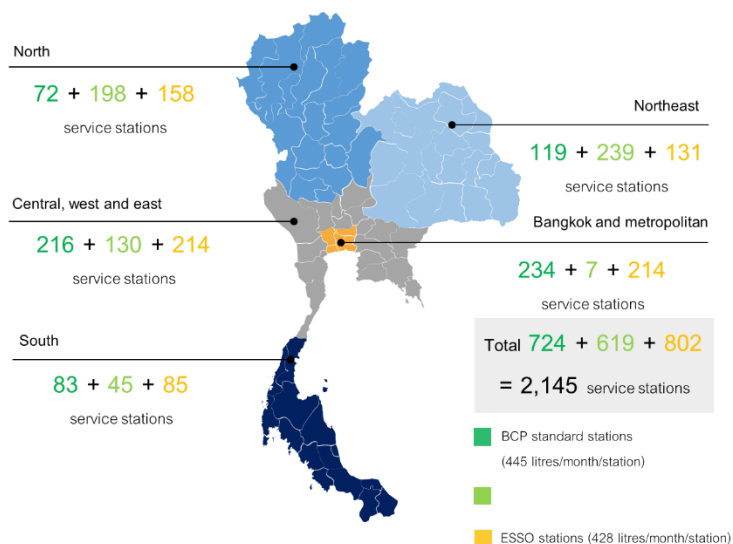 North
72 + 198 + 158
service stations
Northeast
119 + 239 + 131
service stations
Central, west and east
216 + 130 + 214
service stations
Bangkok and metropolitan
234 + 7 + 214
service stations
South
83 + 45 + 85
service stations
Total 724 + 619 + 802
= 2,145 service stations
BCP standard stations
(445 litres/month/station)
ESSO stations (428 litres/month/station)